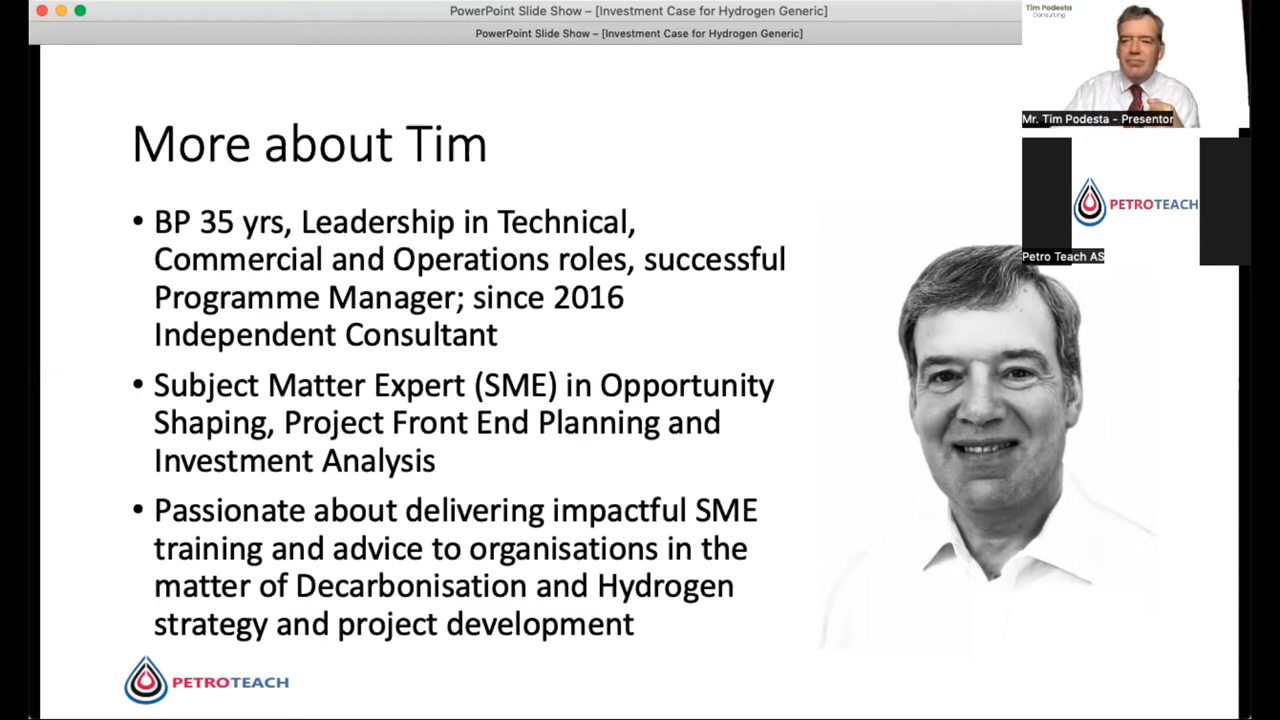 PowerPoint Slide Show – [Investment Case for Hydrogen Generic]
PowerPoint Slide Show – [Investment Case for Hydrogen Generic]
Tim Podesta
Consulting
Mr. Tim Podesta - Presentor
PETROTEACH
Petro Teach AS
More about Tim
• BP 35 yrs, Leadership in Technical,
Commercial and Operations roles, successful
Programme Manager; since 2016
Independent Consultant
• Subject Matter Expert (SME) in Opportunity
Shaping, Project Front End Planning and
Investment Analysis
• Passionate about delivering impactful SME
training and advice to organisations in the
matter of Decarbonisation and Hydrogen
strategy and project development
PETROTEACH